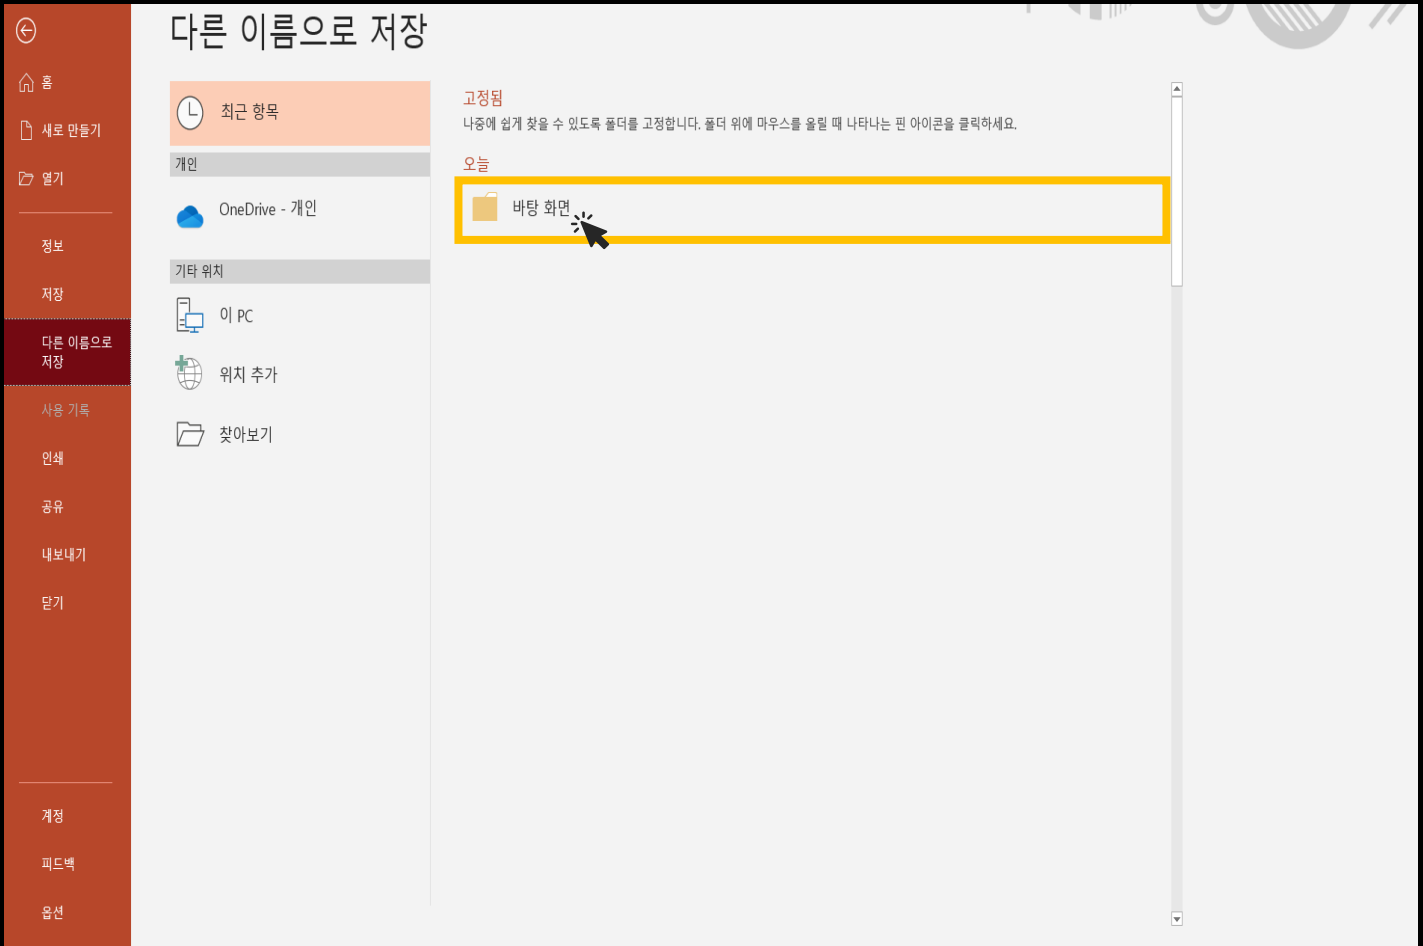 다른 이름으로 저장
홈
새로 만들기
열기
정보
저장
다른 이름으로
저장
사용 기록
인쇄
공유
내보내기
닫기
계정
피드백
옵션
최근 항목
개인
OneDrive - 개인
기타 위치
이 PC
위치 추가
찾아보기
고정됨
나중에 쉽게 찾을 수 있도록 폴더를 고정합니다. 폴더 위에 마우스를 올릴 때 나타나는 핀 아이콘을 클릭하세요.
오늘
바탕 화면